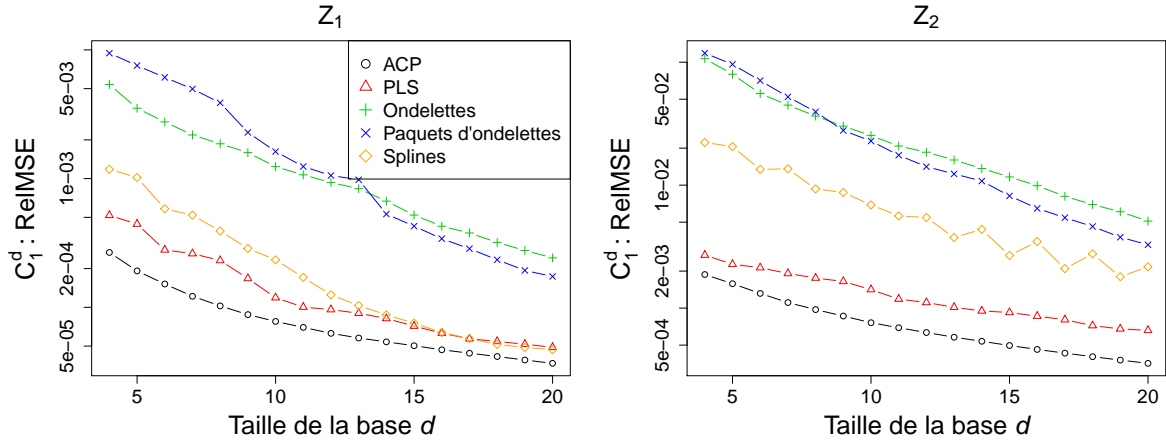 Z1
C1d : RelMSE
5e-03
1e-03
2e-04
5e-05
ACP
PLS
Ondelettes
Paquets d'ondelettes
Splines
5 10 15 20
Taille de la base d
Z2
C1d : RelMSE
5e-02
1e-02
2e-03
5e-04
5 10 15 20
Taille de la base d